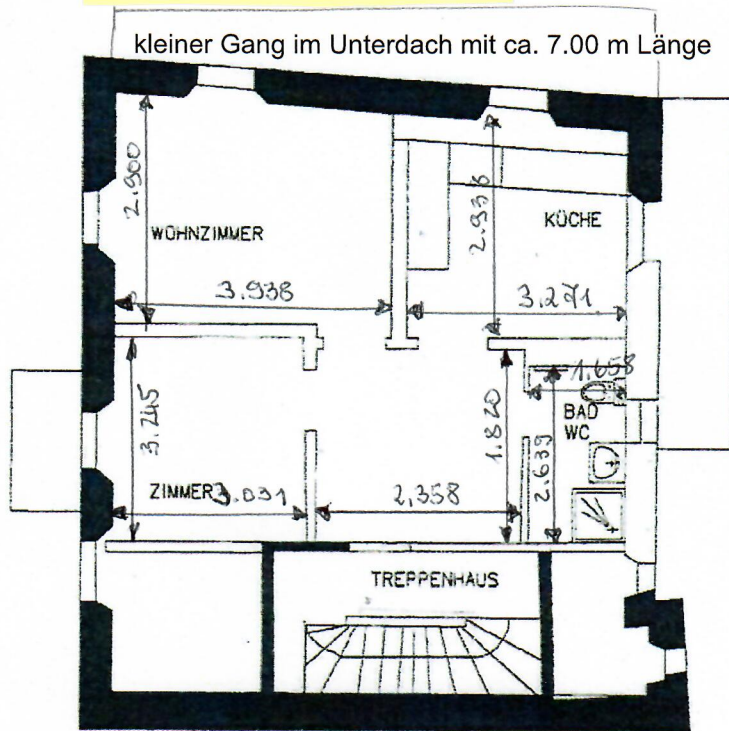 kleiner Gang im Unterdach mit ca. 7.00 m Länge
2.900
WOHNZIMMER
3.938
2.938
KÜCHE
3.271
3.245
ZIMMER
3.031
2.358
1.820
1.658
BAD
WC
2.639
TREPPENHAUS